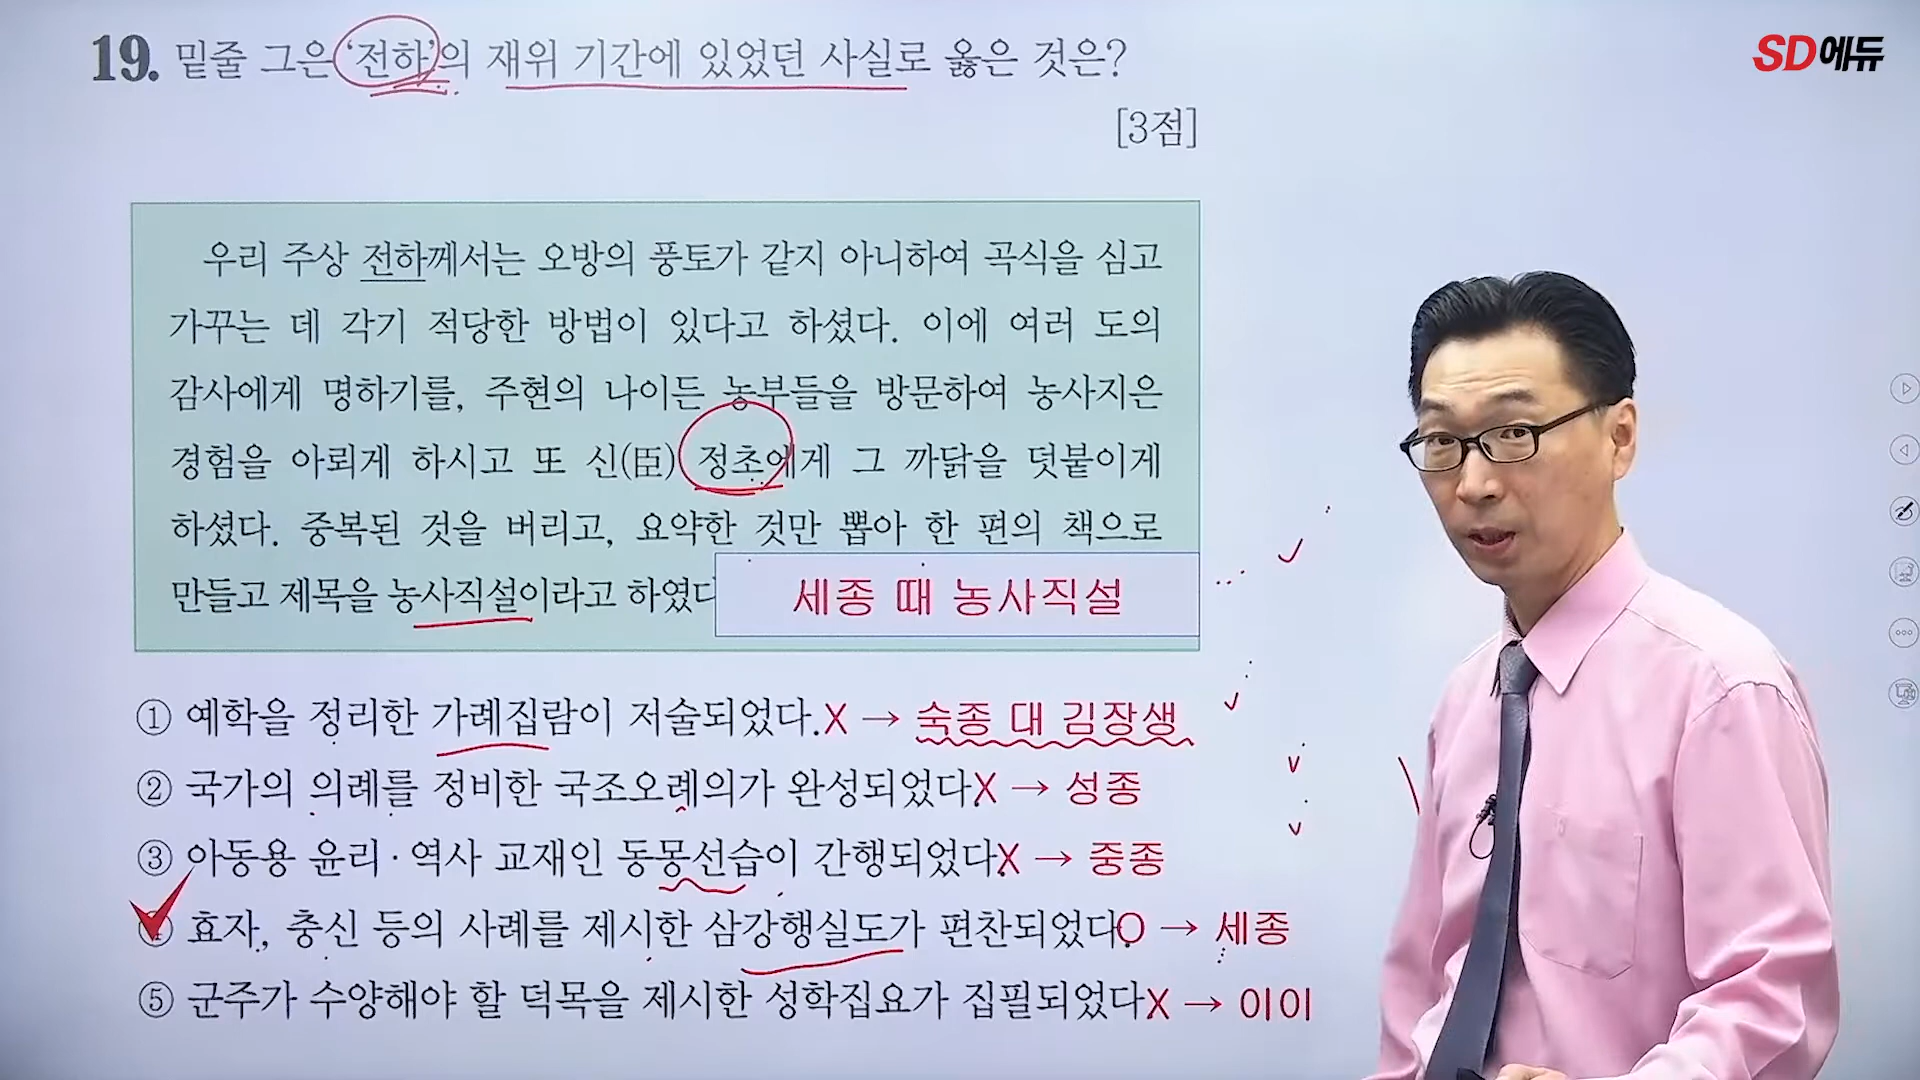 SD에듀
19. 밑줄 그은 '전하'의 재위 기간에 있었던 사실로 옳은 것은?
[3점]
우리 주상 전하께서는 오방의 풍토가 같지 아니하여 곡식을 심고
가꾸는 데 각기 적당한 방법이 있다고 하셨다. 이에 여러 도의
감사에게 명하기를, 주현의 나이든 농부들을 방문하여 농사지은
경험을 아뢰게 하시고 또 신(臣) 정초에게 그 까닭을 덧붙이게
하셨다. 중복된 것을 버리고, 요약한 것만 뽑아 한 편의 책으로
만들고 제목을 농사직설이라고 하였다
세종 때 농사직설
① 예학을 정리한 가례집람이 저술되었다.X → 숙종 대 김장생
② 국가의 의례를 정비한 국조오례의가 완성되었다.X → 성종
③ 아동용 윤리·역사 교재인 동몽선습이 간행되었다.X → 중종
④ 효자, 충신 등의 사례를 제시한 삼강행실도가 편찬되었다.O → 세종
⑤ 군주가 수양해야 할 덕목을 제시한 성학집요가 집필되었다.X → 이이